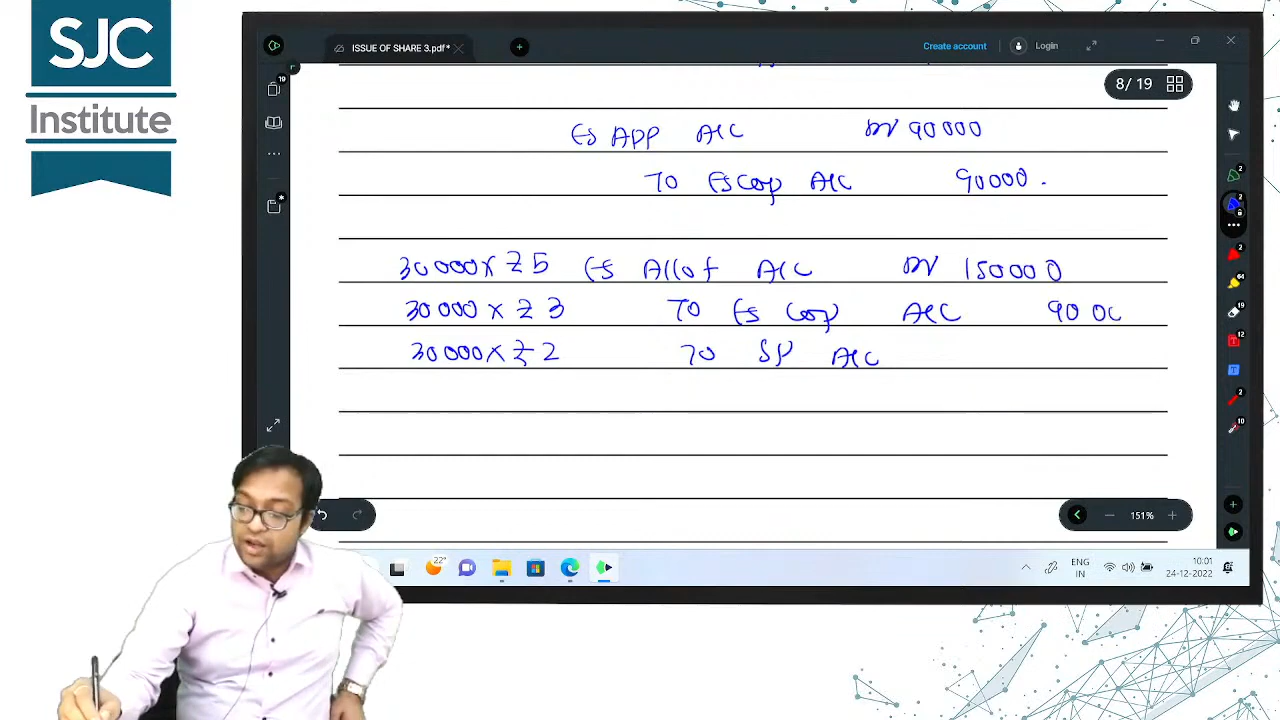 SJC
Institute
ISSUE OF SHARE 3.pdf*
Create account
Login
8/ 19
ES APP A/C Dr 90000
TO ES Cap A/C 90000.
30000 x ₹ 5 ES Allot A/C Dr 150000
30000 x ₹ 3 TO ES Cap A/C 90 00
30000 x ₹ 2 TO SP A/C
151%
22°
ENG
IN
10:01
24-12-2022